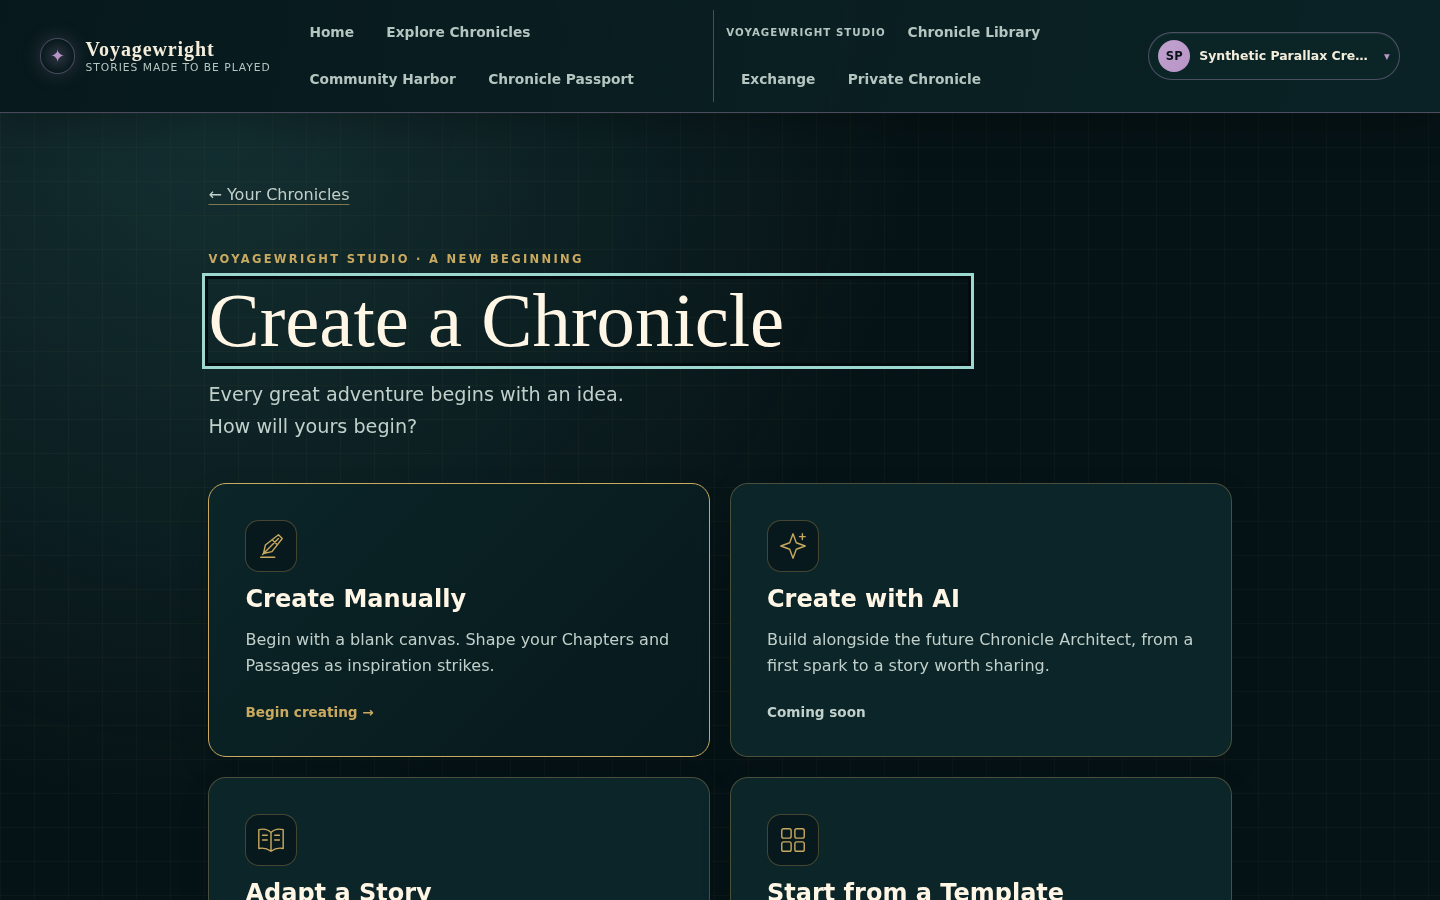 Voyagewright
STORIES MADE TO BE PLAYED
Home
Explore Chronicles
Community Harbor
Chronicle Passport
VOYAGEWRIGHT STUDIO
Chronicle Library
Exchange
Private Chronicle
SP
Synthetic Parallax Cre...
← Your Chronicles
VOYAGEWRIGHT STUDIO · A NEW BEGINNING
Create a Chronicle
Every great adventure begins with an idea.
How will yours begin?
Create Manually
Begin with a blank canvas. Shape your Chapters and
Passages as inspiration strikes.
Begin creating →
Create with AI
Build alongside the future Chronicle Architect, from a
first spark to a story worth sharing.
Coming soon
Adapt a Story
Start from a Template